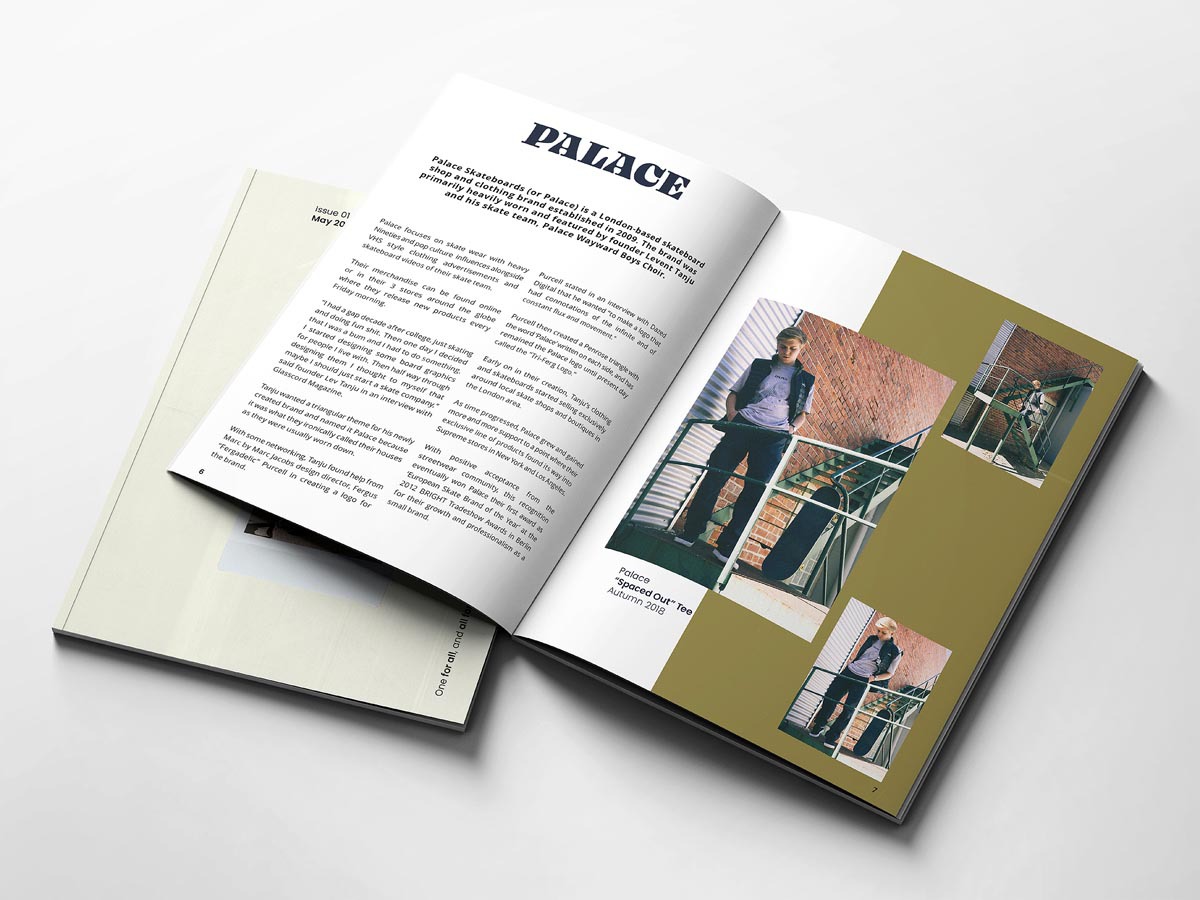 Issue 01
May 20
PALACE
Palace Skateboards (or Palace) is a London-based skateboard
shop and clothing brand established in 2009. The brand was
primarily heavily worn and featured by founder Levent Tanju
and his skate team, Palace Wayward Boys Choir.
Palace focuses on skate wear with heavy
Nineties and pop culture influences alongside
VHS style clothing advertisements and
skateboard videos of their skate team.
Their merchandise can be found online
or in their 3 stores around the globe
where they release new products every
Friday morning.
"I had a gap decade after college, just skating
and doing fun shit. Then one day I decided
that I was a bum and I had to do something.
I started designing some board graphics
for people I live with. Then half way through
designing them I thought to myself that
maybe I should just start a company,"
said founder Lev Tanju in an interview with
Glasscord Magazine.
Tanju wanted a triangular theme for his newly
created brand and named it Palace because
it was what they ironically called their houses
as they were usually worn down.
With some networking, Tanju found help from
Marc by Marc Jacobs design director, Fergus
"Fergadelic" Purcell in creating a logo for
the brand.
6
Purcell stated in an interview with Dazed
Digital that he wanted "to make a logo that
had connotations of the infinite and of
constant flux and movement."
Purcell then created a Penrose triangle with
the word 'Palace' written on each side, and has
remained the Palace logo until present day
called the "Tri-Ferg Logo."
Early on in their creation, Tanju's clothing
and skateboards started selling exclusively
around local skate shops and boutiques in
the London area.
As time progressed, Palace grew and gained
more and more support to a point where their
exclusive line of products found its way into
Supreme stores in New York and Los Angeles.
With positive acceptance from the
streetwear community, this recognition
eventually won Palace their first award as
'European Skate Brand of the Year' at the
2012 BRIGHT Tradeshow Awards in Berlin
for their growth and professionalism as a
small brand.
Palace
"Spaced Out" Tee
Autumn 2018
7
One for all, and all for